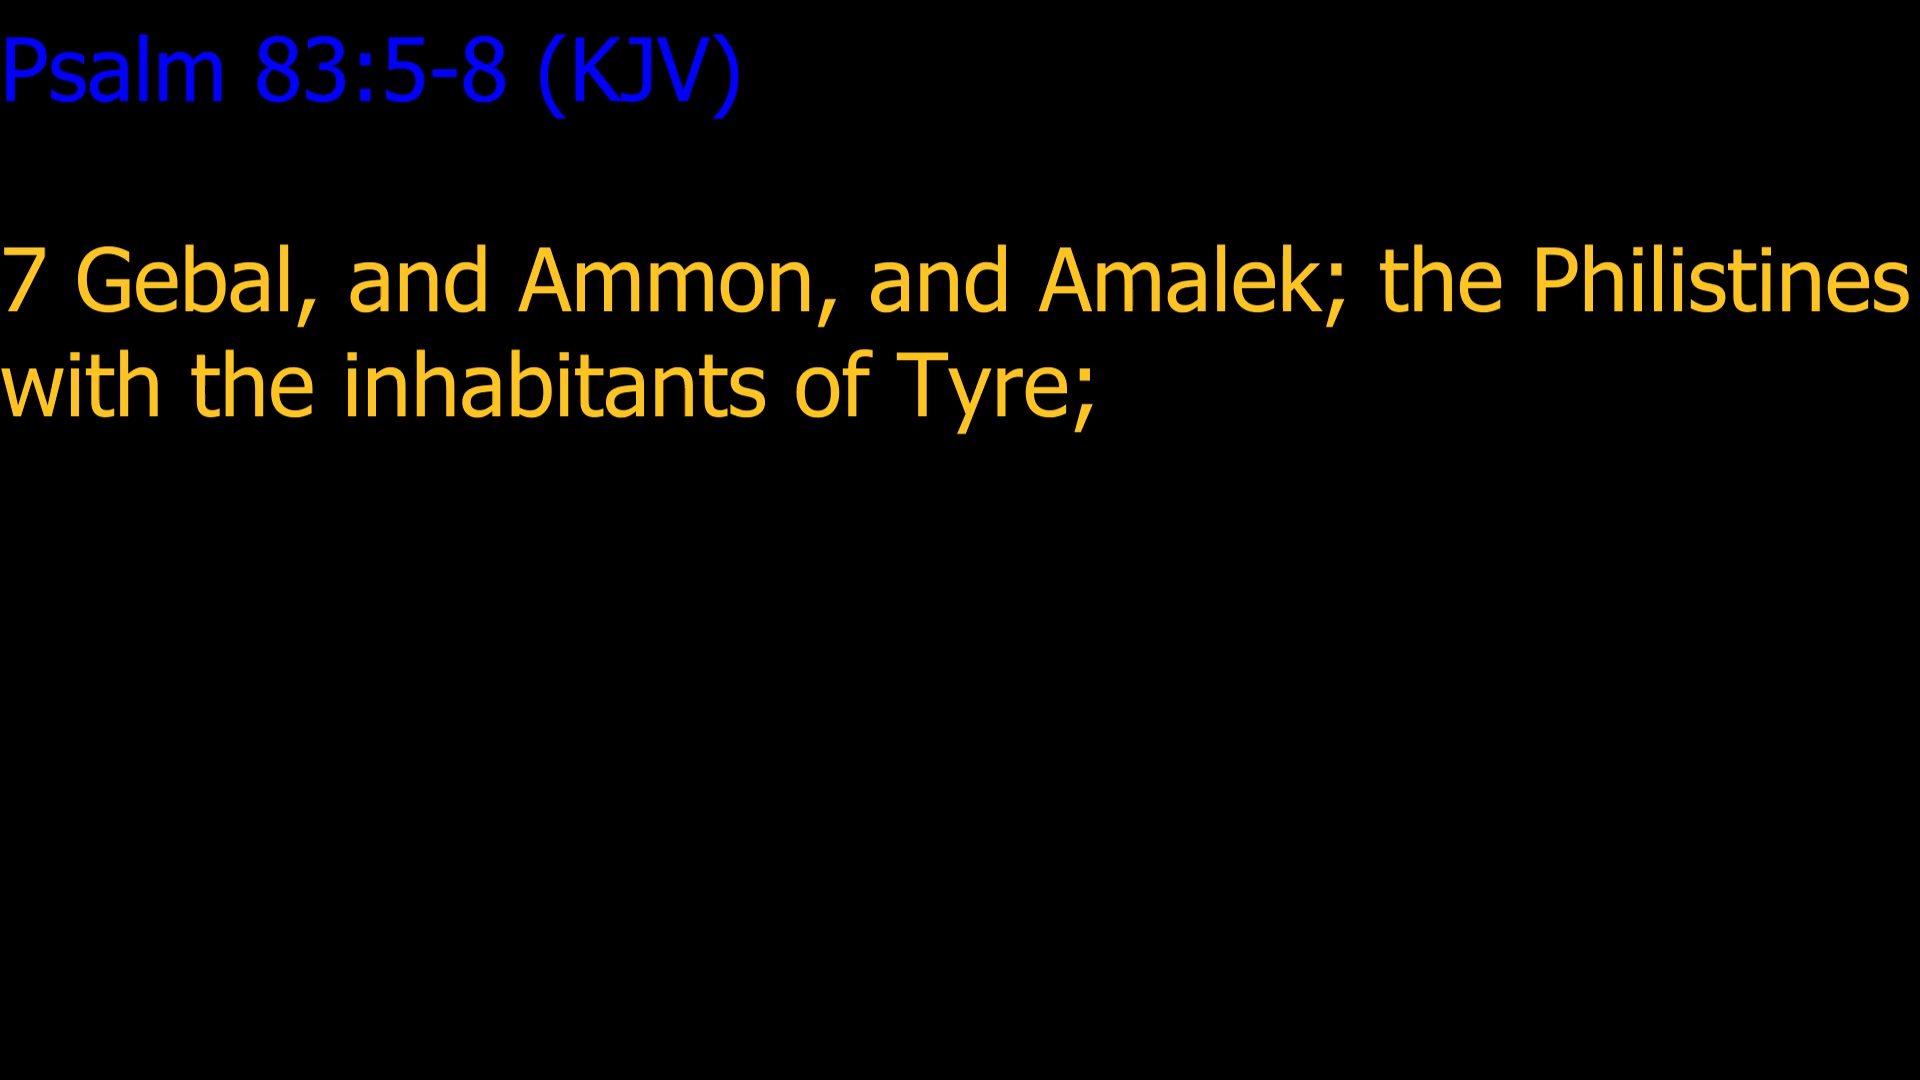 Psalm 83:5-8 (KJV)
7 Gebal, and Ammon, and Amalek; the Philistines
with the inhabitants of Tyre;